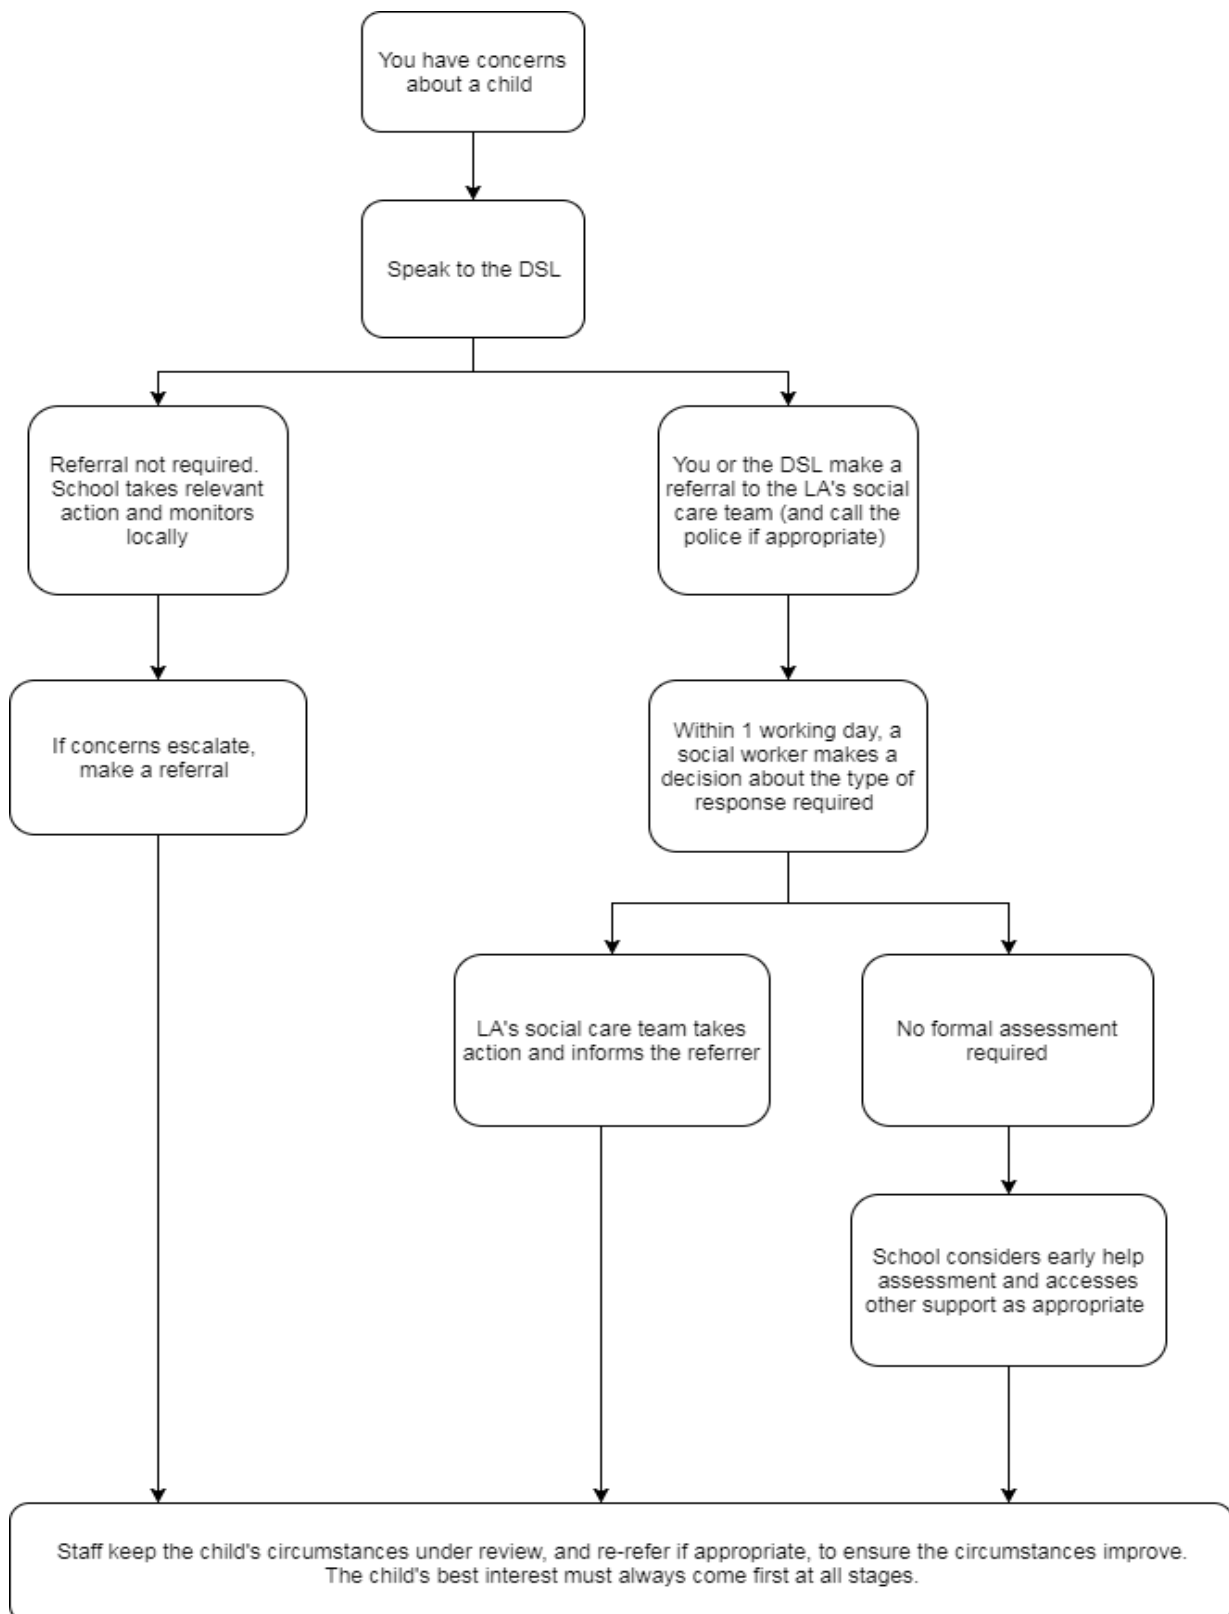 You have concerns
about a child
Speak to the DSL
Referral not required.
School takes relevant
action and monitors
locally
You or the DSL make a
referral to the LA's social
care team (and call the
police if appropriate)
If concerns escalate,
make a referral
Within 1 working day, a
social worker makes a
decision about the type of
response required
LA's social care team takes
action and informs the referrer
No formal assessment
required
School considers early help
assessment and accesses
other support as appropriate
Staff keep the child's circumstances under review, and re-refer if appropriate, to ensure the circumstances improve.
The child's best interest must always come first at all stages.